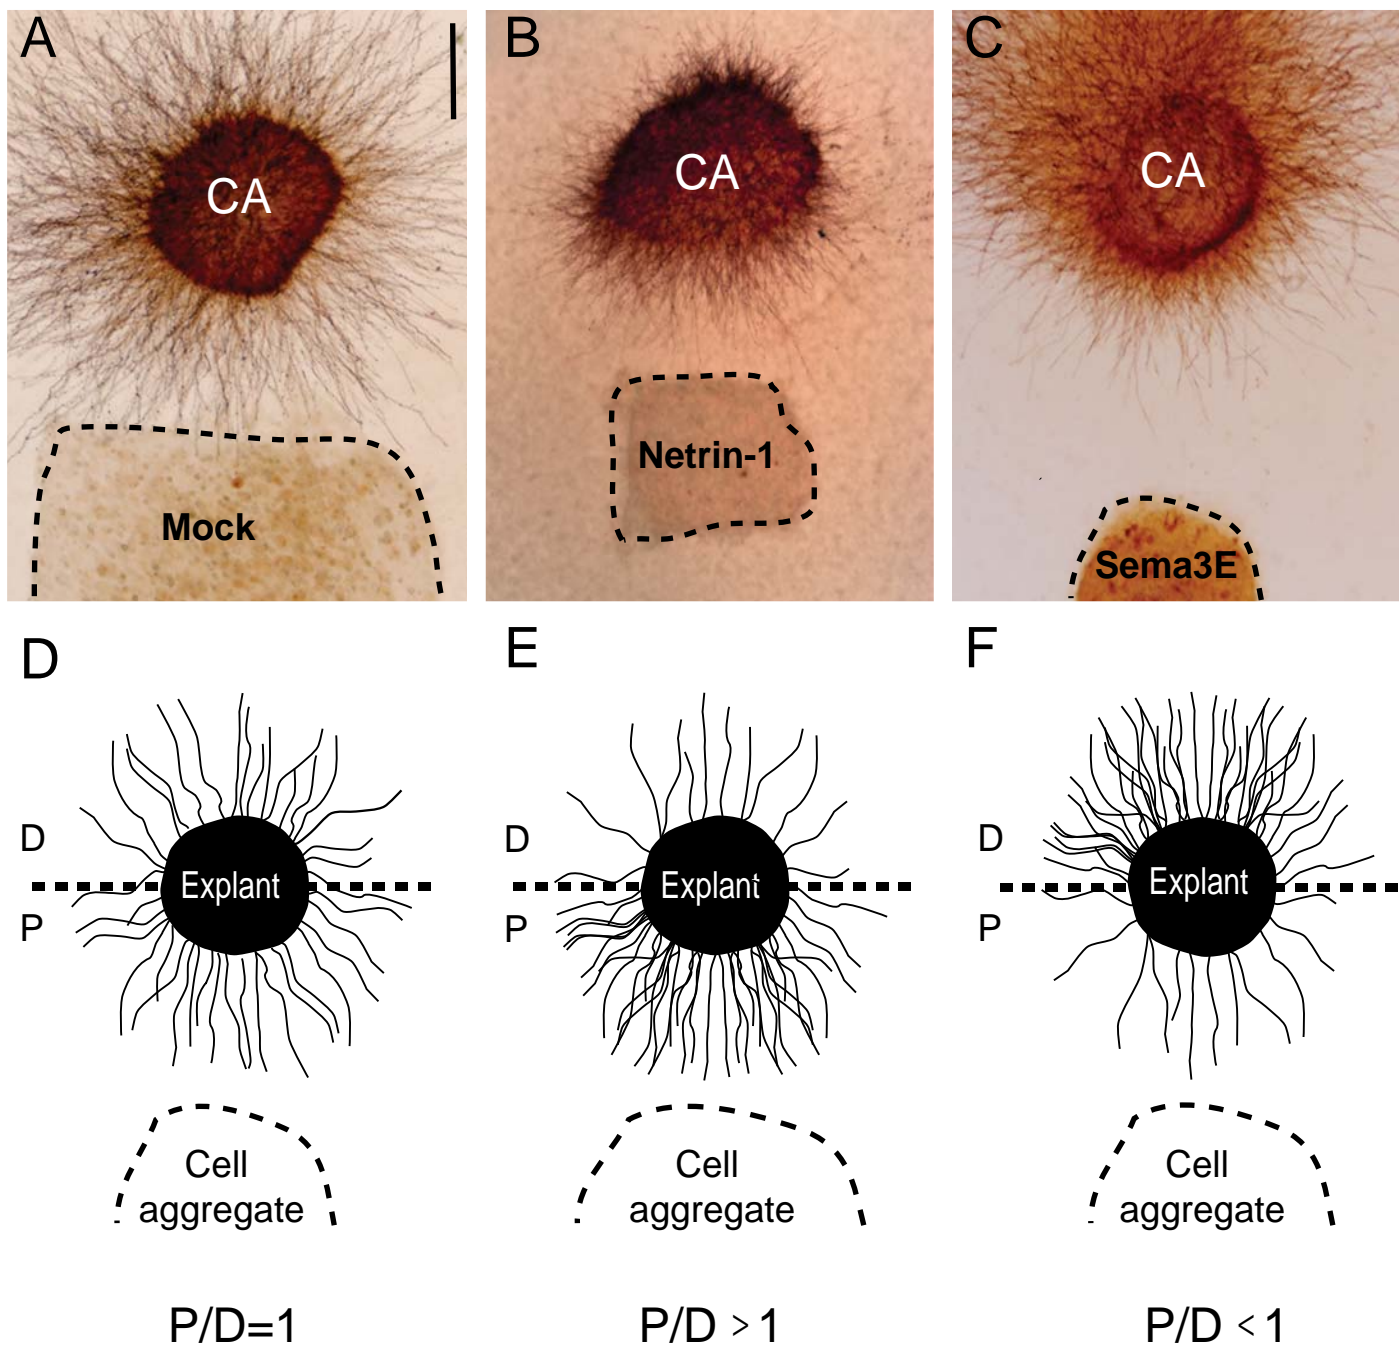 A
B
C
CA
CA
CA
Mock
Netrin-1
Sema3E
D
E
F
D
P
Explant
D
P
Explant
D
P
Explant
Cell
aggregate
Cell
aggregate
Cell
aggregate
P/D=1
P/D >1
P/D <1